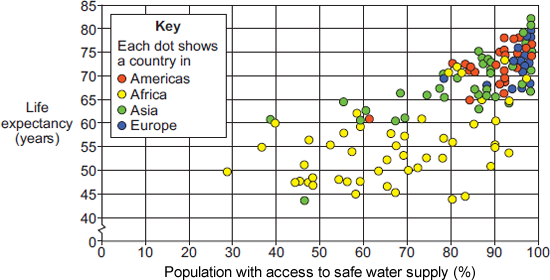 85
80
75
70
65
60
55
50
45
40
0
Life
expectancy
(years)
Key
Each dot shows
a country in
Americas
Africa
Asia
Europe
0 10 20 30 40 50 60 70 80 90 100
Population with access to safe water supply (%)